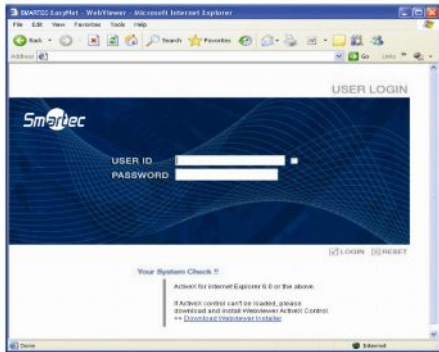 SMARTEC EasyNet - WebViewer - Microsoft Internet Explorer
File Edit View Favorites Tools Help
Back Search Favorites
Address Go Links
USER LOGIN
Smartec
USER ID
PASSWORD
LOGIN RESET
Your System Check !!
ActiveX for internet Explorer 6.0 or the above.
If ActiveX control can't be loaded, please
download and install Webviewer ActiveX Control.
>> Download Webviewer Installer
Done Internet